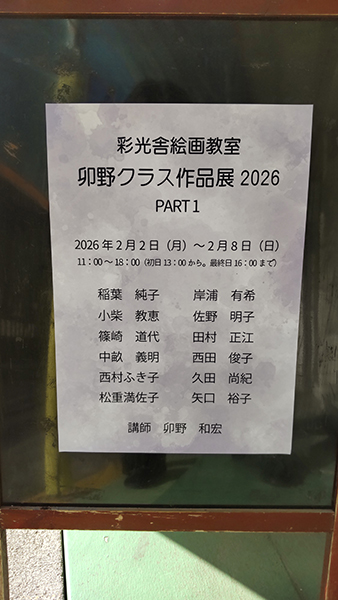 彩光舎絵画教室
卯野クラス作品展 2026
PART 1
2026 年 2 月 2 日（月）～ 2 月 8 日（日）
11：00 ～ 18：00（初日 13：00 から。最終日 16：00 まで）
稲葉　純子　　岸浦　有希
小柴　教恵　　佐野　明子
篠崎　道代　　田村　正江
中畝　義明　　西田　俊子
西村ふき子　　久田　尚紀
松重満佐子　　矢口　裕子
講師　卯野　和宏